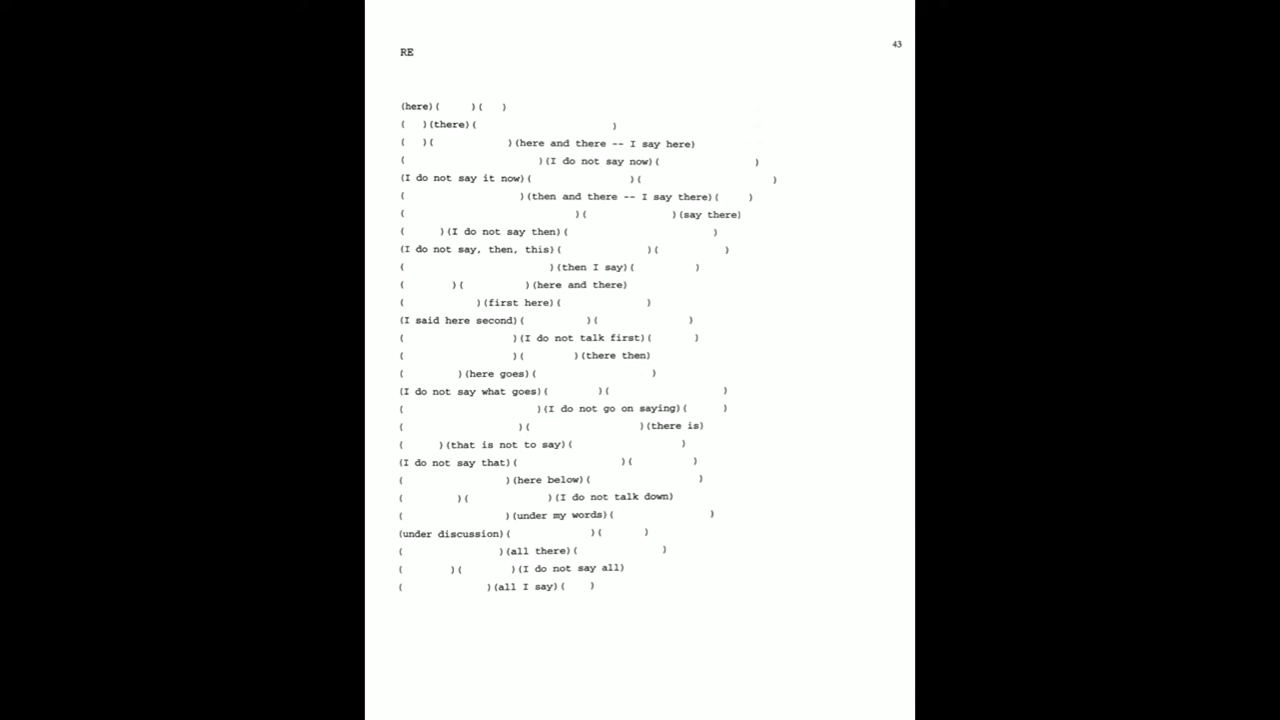 RE 43
(here)(    )(  )
(  )(there)(              )
(  )(        )(here and there -- I say here)
(              )(I do not say now)(          )
(I do not say it now)(          )(              )
(            )(then and there -- I say there)(   )
(                  )(         )(say there)
(    )(I do not say then)(               )
(I do not say, then, this)(         )(       )
(               )(then I say)(      )
(     )(      )(here and there)
(        )(first here)(         )
(I said here second)(      )(         )
(           )(I do not talk first)(    )
(           )(     )(there then)
(      )(here goes)(            )
(I do not say what goes)(     )(            )
(              )(I do not go on saying)(    )
(            )(           )(there is)
(    )(that is not to say)(           )
(I do not say that)(          )(      )
(          )(here below)(           )
(      )(        )(I do not talk down)
(          )(under my words)(          )
(under discussion)(        )(    )
(          )(all there)(         )
(     )(     )(I do not say all)
(         )(all I say)(   )